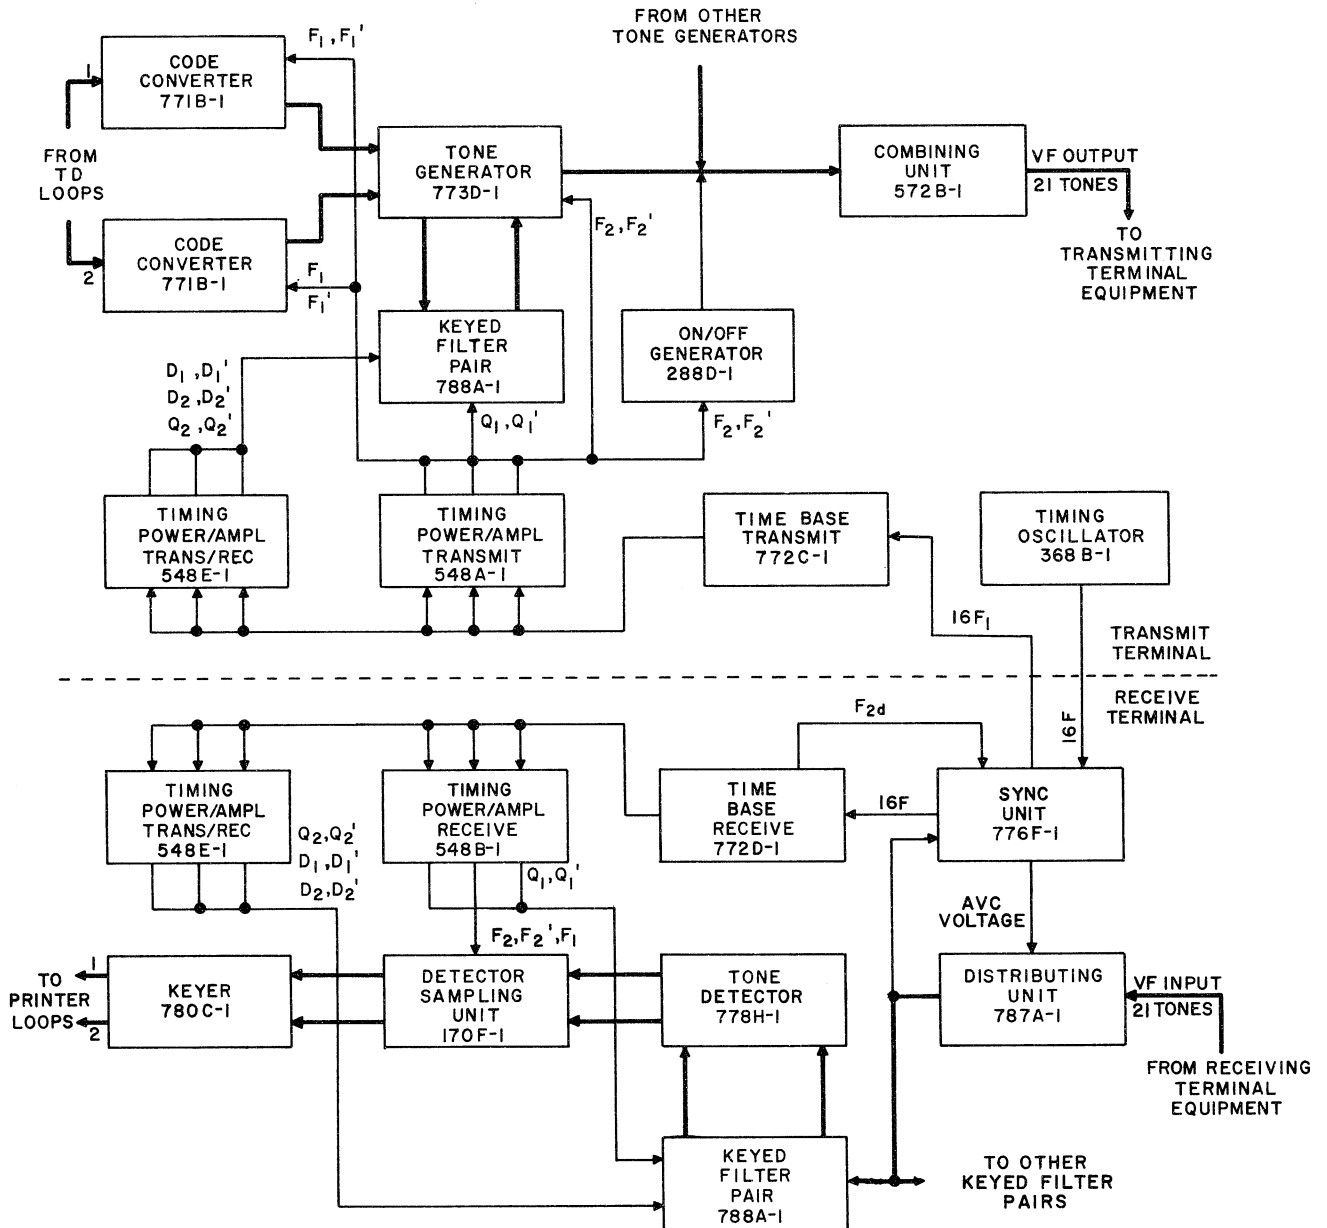 FROM OTHER
TONE GENERATORS
F1, F1'
CODE
CONVERTER
771B-1
1
FROM
TD
LOOPS
2
CODE
CONVERTER
771B-1
F1
F1'
TONE
GENERATOR
773D-1
F2, F2'
COMBINING
UNIT
572B-1
VF OUTPUT
21 TONES
TO
TRANSMITTING
TERMINAL
EQUIPMENT
KEYED
FILTER
PAIR
788A-1
ON/OFF
GENERATOR
288D-1
D1, D1'
D2, D2'
Q2, Q2'
Q1, Q1'
F2, F2'
TIMING
POWER/AMPL
TRANS/REC
548E-1
TIMING
POWER/AMPL
TRANSMIT
548A-1
TIME BASE
TRANSMIT
772C-1
TIMING
OSCILLATOR
368B-1
16F1
TRANSMIT
TERMINAL
RECEIVE
TERMINAL
F2d
16F
TIMING
POWER/AMPL
TRANS/REC
548E-1
TIMING
POWER/AMPL
RECEIVE
548B-1
TIME
BASE
RECEIVE
772D-1
16F
SYNC
UNIT
776F-1
Q2, Q2'
D1, D1'
D2, D2'
Q1, Q1'
AVC
VOLTAGE
F2, F2', F1
TO
PRINTER
LOOPS
1
2
KEYER
780C-1
DETECTOR
SAMPLING
UNIT
170F-1
TONE
DETECTOR
778H-1
DISTRIBUTING
UNIT
787A-1
VF INPUT
21 TONES
FROM RECEIVING
TERMINAL
EQUIPMENT
KEYED
FILTER
PAIR
788A-1
TO OTHER
KEYED FILTER
PAIRS